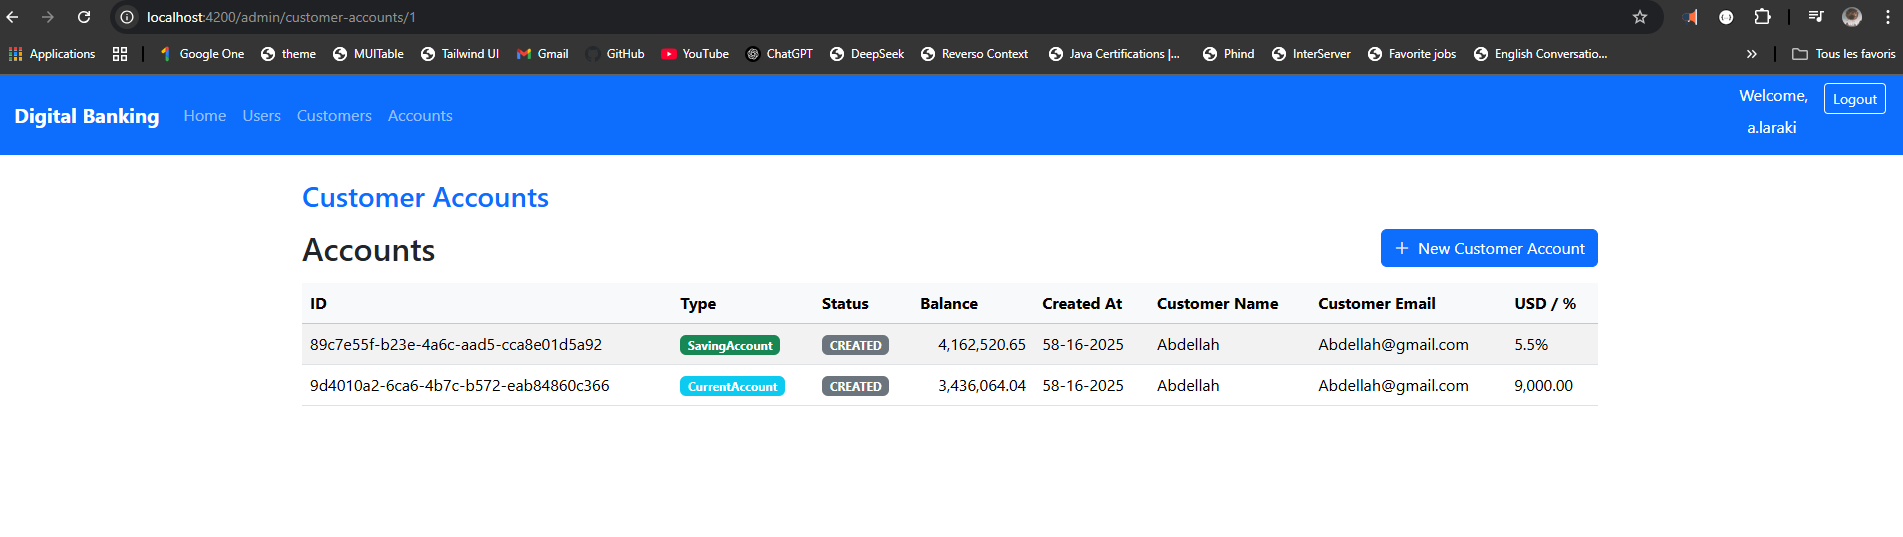 localhost:4200/admin/customer-accounts/1
Applications Google One theme MUITable Tailwind UI Gmail GitHub YouTube ChatGPT DeepSeek Reverso Context Java Certifications |... Phind InterServer Favorite jobs English Conversatio... » Tous les favoris
Digital Banking Home Users Customers Accounts Welcome, a.laraki Logout
Customer Accounts
Accounts + New Customer Account
ID Type Status Balance Created At Customer Name Customer Email USD / %
89c7e55f-b23e-4a6c-aad5-cca8e01d5a92 SavingAccount CREATED 4,162,520.65 58-16-2025 Abdellah Abdellah@gmail.com 5.5%
9d4010a2-6ca6-4b7c-b572-eab84860c366 CurrentAccount CREATED 3,436,064.04 58-16-2025 Abdellah Abdellah@gmail.com 9,000.00